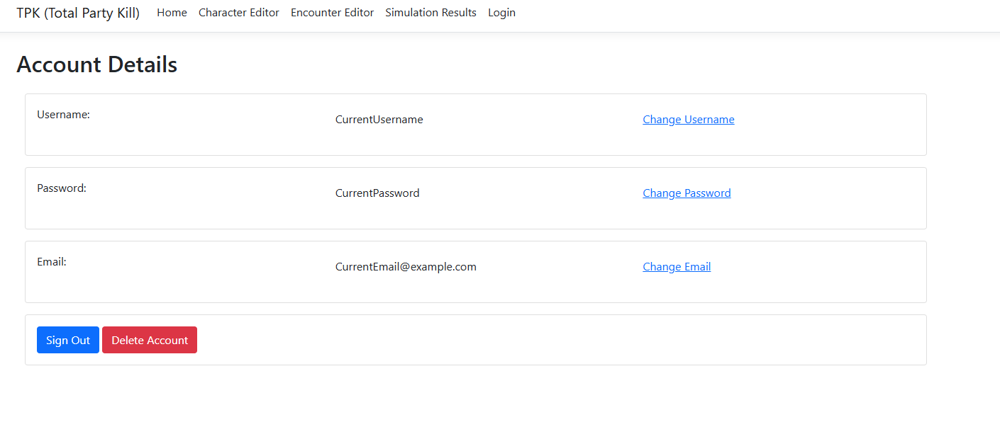 TPK (Total Party Kill) Home Character Editor Encounter Editor Simulation Results Login
Account Details
Username: CurrentUsername Change Username
Password: CurrentPassword Change Password
Email: CurrentEmail@example.com Change Email
Sign Out Delete Account